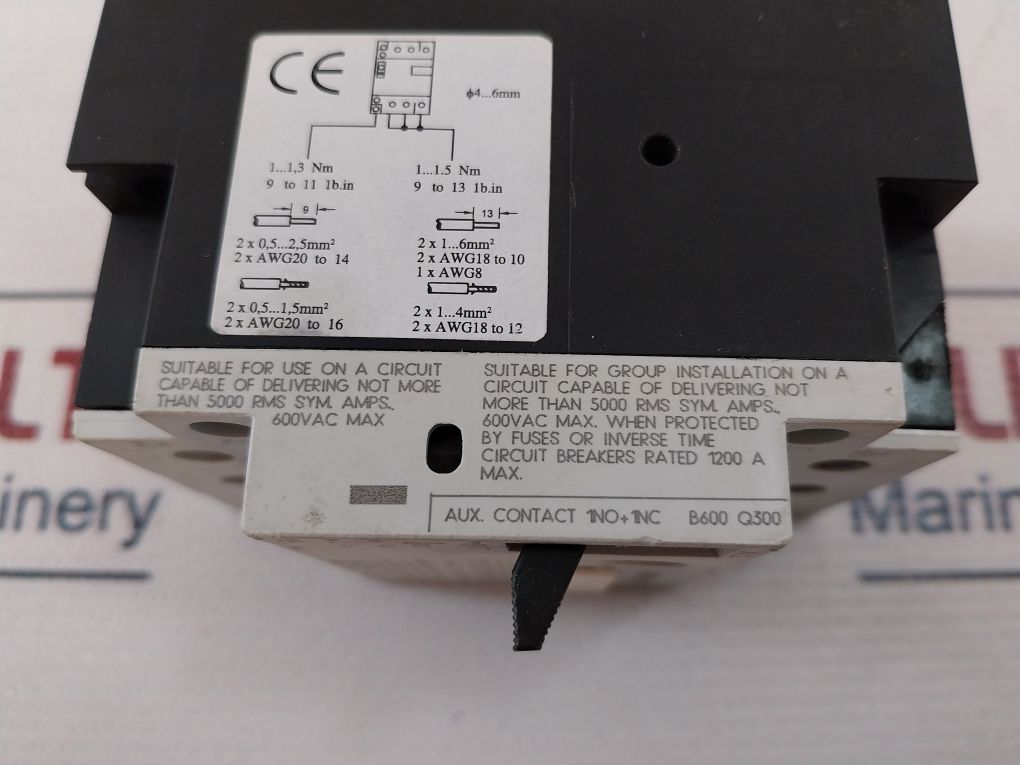 CE
ϕ4...6mm
1...1,3 Nm
9 to 11 1b.in
9
2 x 0,5...2,5mm²
2 x AWG20 to 14
2 x 0,5...1,5mm²
2 x AWG20 to 16
1...1.5 Nm
9 to 13 1b.in
13
2 x 1...6mm²
2 x AWG18 to 10
1 x AWG8
2 x 1...4mm²
2 x AWG18 to 12
SUITABLE FOR USE ON A CIRCUIT
CAPABLE OF DELIVERING NOT MORE
THAN 5000 RMS SYM. AMPS.,
600VAC MAX
SUITABLE FOR GROUP INSTALLATION ON A
CIRCUIT CAPABLE OF DELIVERING NOT
MORE THAN 5000 RMS SYM. AMPS.,
600VAC MAX. WHEN PROTECTED
BY FUSES OR INVERSE TIME
CIRCUIT BREAKERS RATED 1200 A
MAX.
AUX. CONTACT 1NO+1NC B600 Q300
inery
Marin